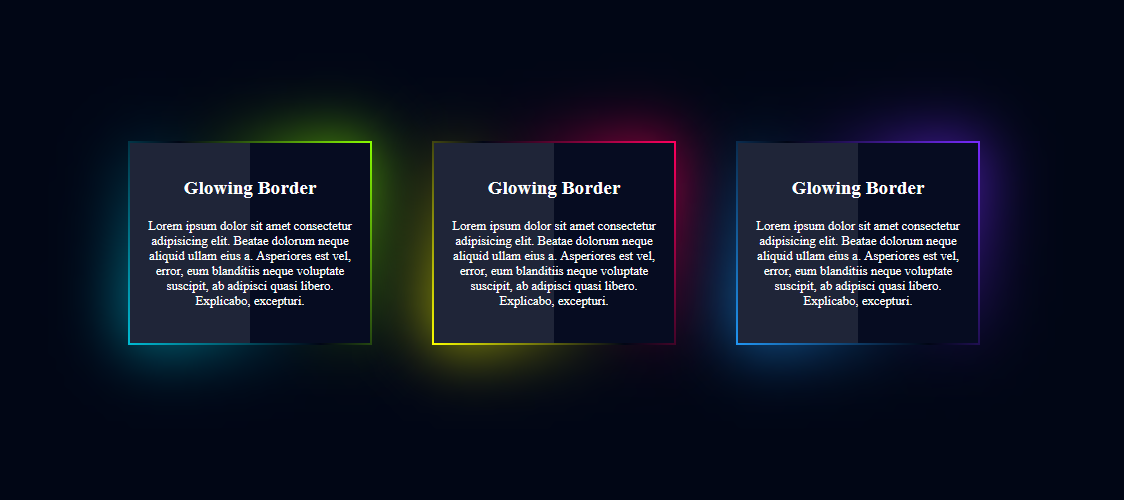 Glowing Border
Lorem ipsum dolor sit amet consectetur
adipisicing elit. Beatae dolorum neque
aliquid ullam eius a. Asperiores est vel,
error, eum blanditiis neque voluptate
suscipit, ab adipisci quasi libero.
Explicabo, excepturi.
Glowing Border
Lorem ipsum dolor sit amet consectetur
adipisicing elit. Beatae dolorum neque
aliquid ullam eius a. Asperiores est vel,
error, eum blanditiis neque voluptate
suscipit, ab adipisci quasi libero.
Explicabo, excepturi.
Glowing Border
Lorem ipsum dolor sit amet consectetur
adipisicing elit. Beatae dolorum neque
aliquid ullam eius a. Asperiores est vel,
error, eum blanditiis neque voluptate
suscipit, ab adipisci quasi libero.
Explicabo, excepturi.